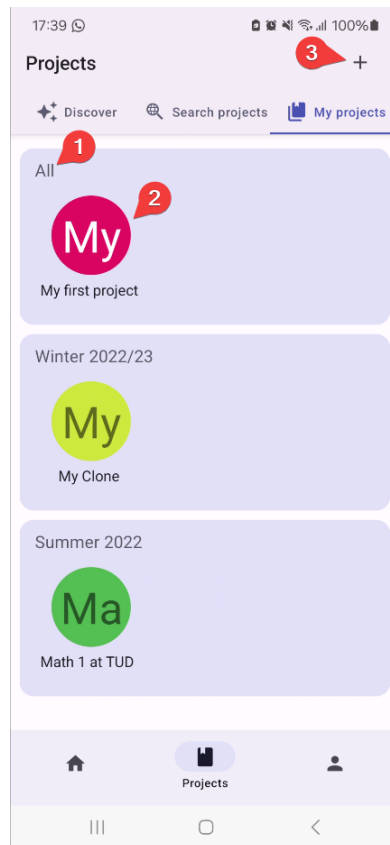 17:39 100%
3
Projects +
Discover Search projects My projects
1
All
2
My
My first project
Winter 2022/23
My
My Clone
Summer 2022
Ma
Math 1 at TUD
Projects